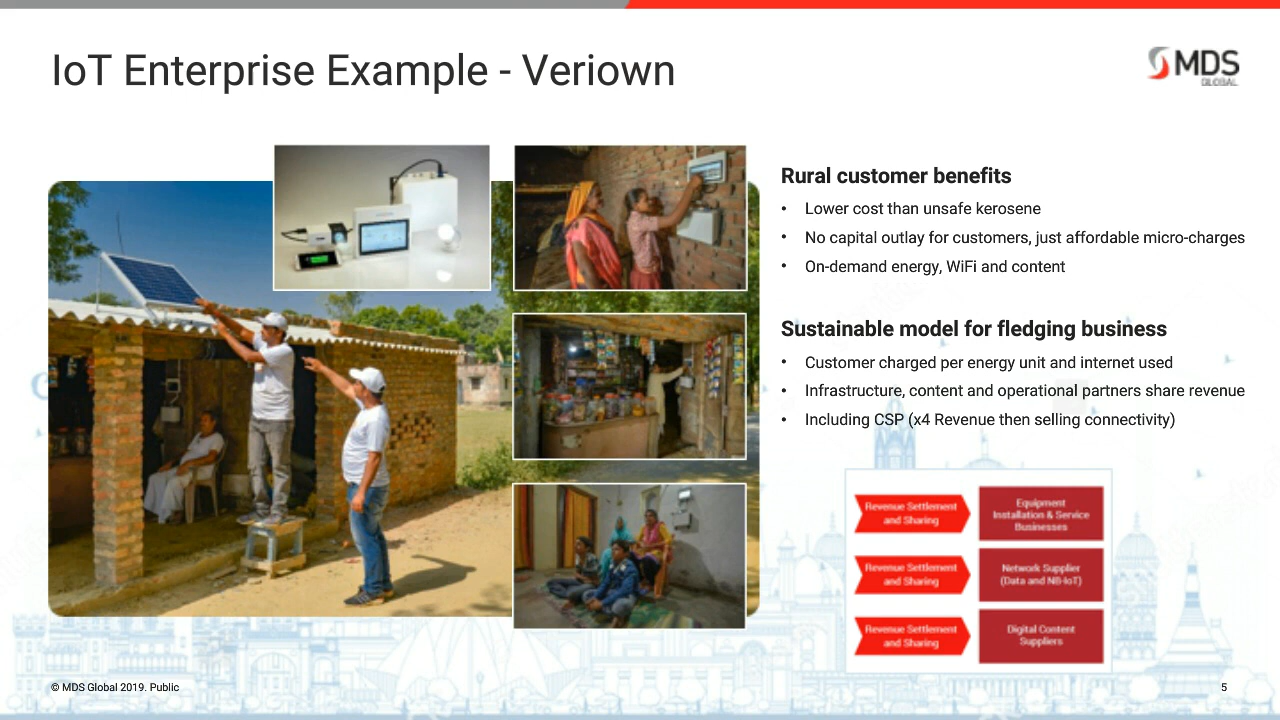 IoT Enterprise Example - Veriown
MDS
GLOBAL
Rural customer benefits
• Lower cost than unsafe kerosene
• No capital outlay for customers, just affordable micro-charges
• On-demand energy, WiFi and content
Sustainable model for fledging business
• Customer charged per energy unit and internet used
• Infrastructure, content and operational partners share revenue
• Including CSP (x4 Revenue then selling connectivity)
Revenue Settlement
and Sharing
Equipment
Installation & Service
Businesses
Revenue Settlement
and Sharing
Network Supplier
(Data and NB-IoT)
Revenue Settlement
and Sharing
Digital Content
Suppliers
© MDS Global 2019. Public
5